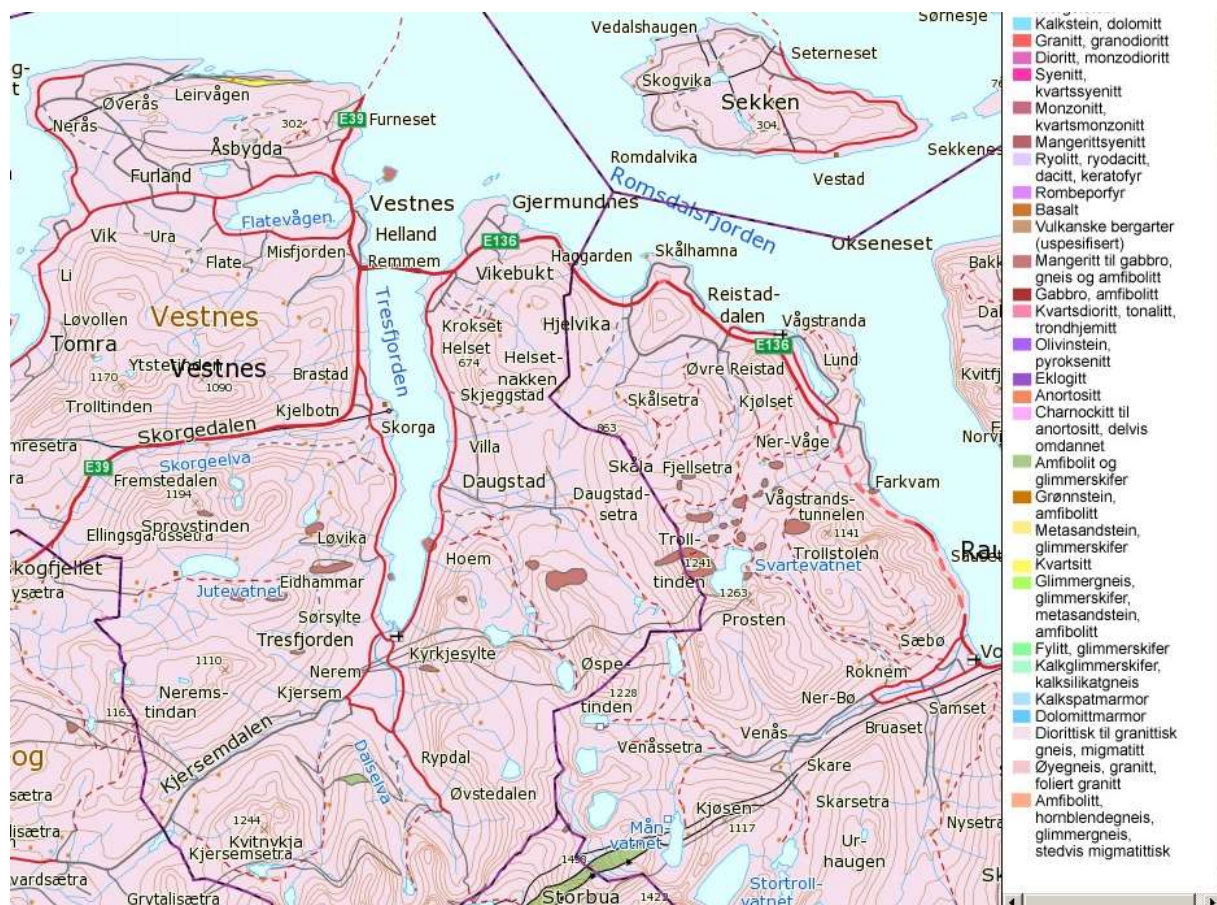 Vedalshaugen
Sørnesje
Seterneset
Skogvika
Sekken
304
Sekkenes
Romdalvika
Vestad
Leirvågen
Øverås
Nerås
302
E39
Furneset
Åsbygda
Furland
Romsdalsfjorden
Vestnes
Gjermundnes
Flatevågen
Helland
E136
Okseneset
Vik
Ura
Misfjorden
Remmem
Haggarden
Skålhamna
Flate
Vikebukt
Bakk
Li
Reistad-
dalen
Vestnes
Tresfjorden
Krokset
Hjelvika
Vågstranda
Løvollen
Tomra
Helset
Helset-
nakken
674
E136
Lund
Vestnes
1170
1090
Brastad
Øvre Reistad
Kvitfj
Trolltinden
Skjeggstad
Skålsetra
Kjølset
Kjelbotn
Skorgedalen
Skorga
863
Ner-Våge
Norvi
mresetra
Villa
Skåla
Fjellsetra
E39
Skorgeelva
Fremstedalen
1194
Daugstad
Farkvam
Daugstad-
setra
Vågstrands-
tunnelen
Sprovstinden
Løvika
1141
Hoem
Troll-
tinden
1241
Trollstolen
Svartevatnet
Rau
skogfjellet
Eidhammar
Jutevatnet
1263
Prosten
Sørsylte
Tresfjorden
Sæbø
1110
Nerem
Kyrkjesylte
Øspe-
tinden
Roknem
Nerems-
tindan
Kjersem
1228
Ner-Bø
Samset
1163
Bruaset
Kjersemdalen
Venås
Venåssetra
Rypdal
og
Dalselva
Skare
Øvstedalen
Kjøsen
Skarsetra
1244
Mån-
vatnet
1117
Nysetra
Kjersemsetra
Ur-
haugen
Storbua
Stortroll-
vatnet
1422
Grytalisætra
Kalkstein, dolomitt
Granitt, granodioritt
Dioritt, monzodioritt
Syenitt,
kvartssyenitt
Monzonitt,
kvartsmonzonitt
Mangerittsyenitt
Ryolitt, ryodacitt,
dacitt, keratofyr
Rombeporfyr
Basalt
Vulkanske bergarter
(uspesifisert)
Mangeritt til gabbro,
gneis og amfibolitt
Gabbro, amfibolitt
Kvartsdioritt, tonalitt,
trondhjemitt
Olivinstein,
pyroksenitt
Eklogitt
Anortositt
Charnockitt til
anortositt, delvis
omdannet
Amfibolit og
glimmerskifer
Grønnstein,
amfibolitt
Metasandstein,
glimmerskifer
Kvartsitt
Glimmergneis,
glimmerskifer,
metasandstein,
amfibolitt
Fylitt, glimmerskifer
Kalkglimmerskifer,
kalksilikatgneis
Kalkspatmarmor
Dolomittmarmor
Diorittisk til granittisk
gneis, migmatitt
Øyegneis, granitt,
foliert granitt
Amfibolitt,
hornblendegneis,
glimmergneis,
stedvis migmatittisk